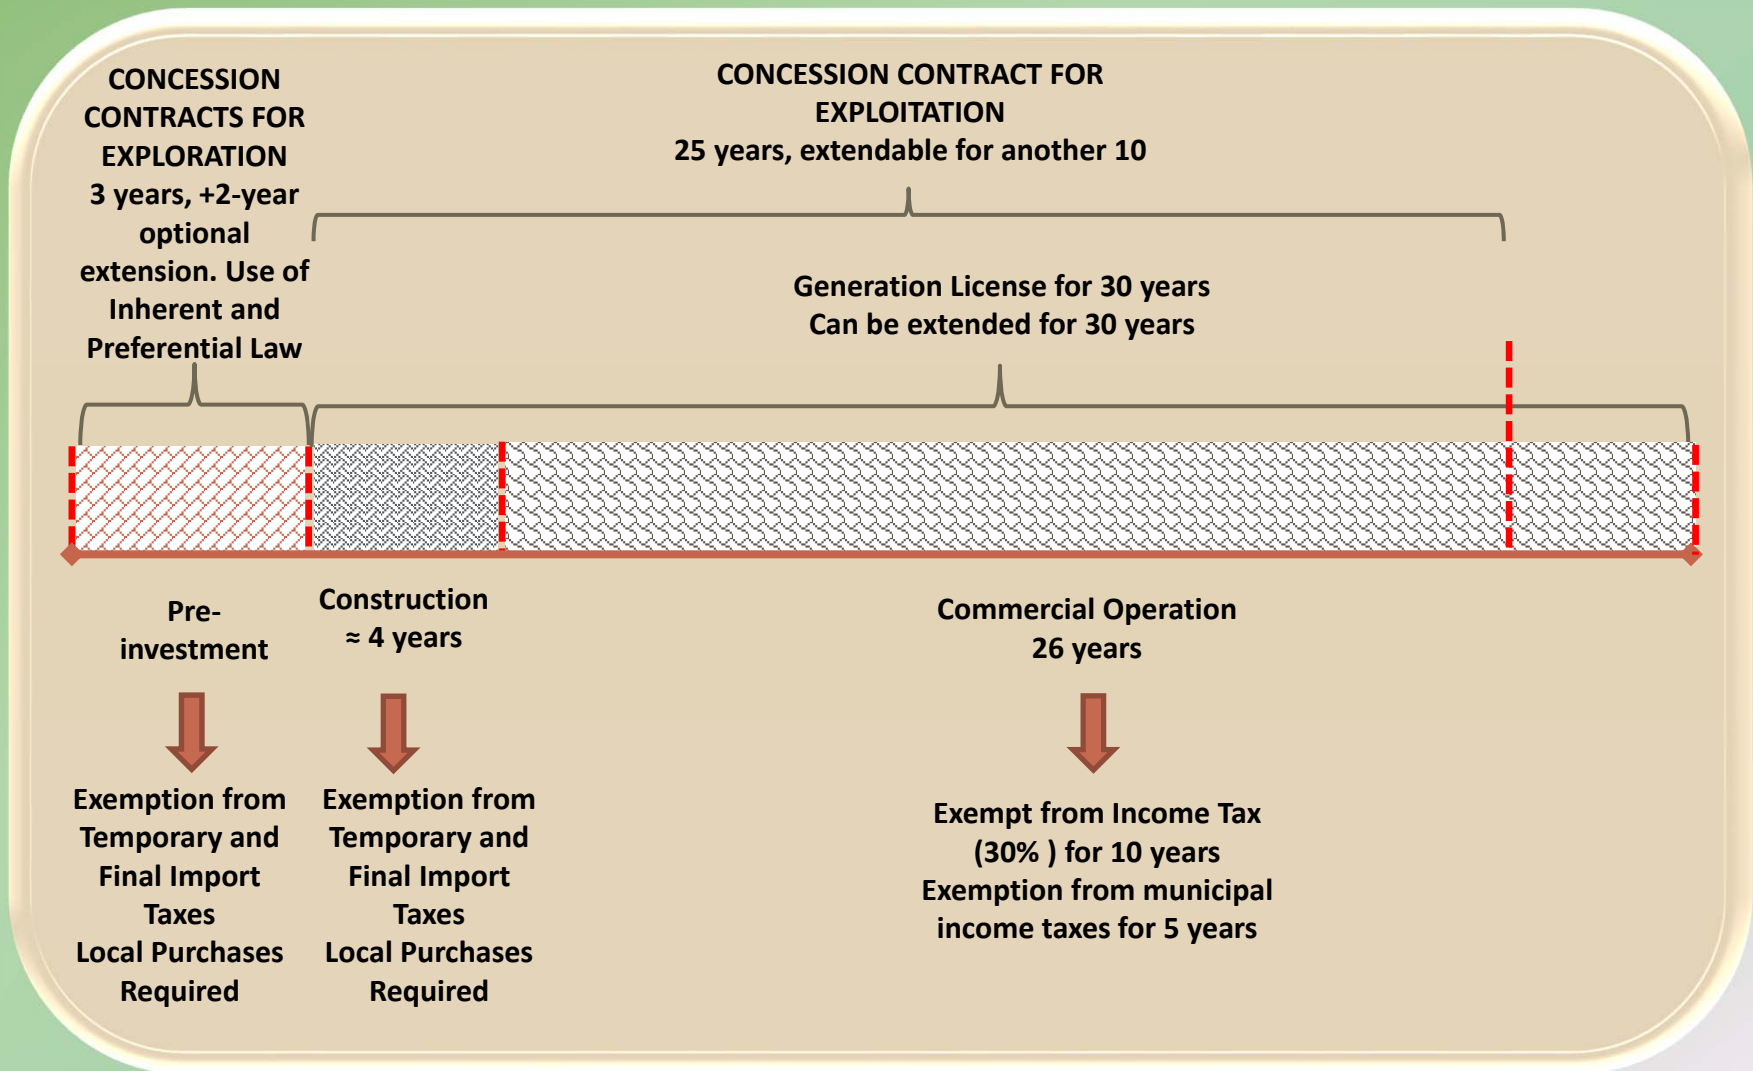 CONCESSION
CONTRACTS FOR
EXPLORATION
3 years, +2-year
optional
extension. Use of
Inherent and
Preferential Law
CONCESSION CONTRACT FOR
EXPLOITATION
25 years, extendable for another 10
Generation License for 30 years
Can be extended for 30 years
Pre-
investment
Construction
≈ 4 years
Commercial Operation
26 years
Exemption from
Temporary and
Final Import
Taxes
Local Purchases
Required
Exemption from
Temporary and
Final Import
Taxes
Local Purchases
Required
Exempt from Income Tax
(30% ) for 10 years
Exemption from municipal
income taxes for 5 years